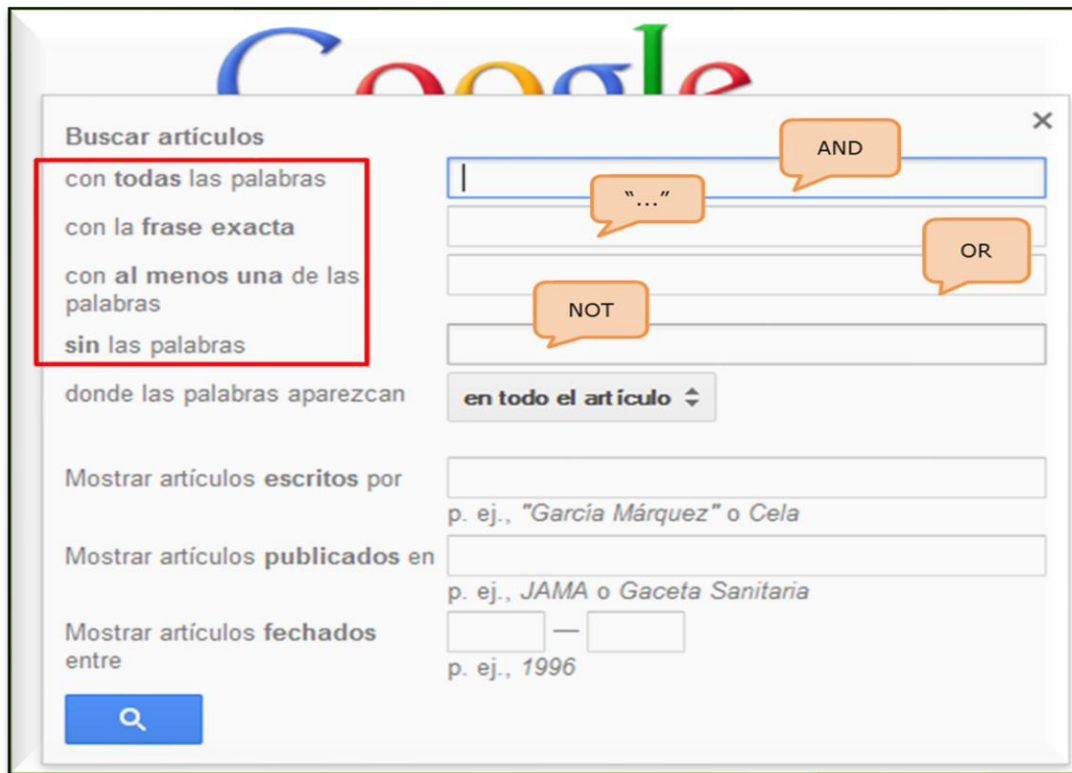 Google
Buscar artículos
×
con todas las palabras
AND
con la frase exacta
“...”
con al menos una de las
palabras
OR
sin las palabras
NOT
donde las palabras aparezcan
en todo el artículo
Mostrar artículos escritos por
p. ej., "García Márquez" o Cela
Mostrar artículos publicados en
p. ej., JAMA o Gaceta Sanitaria
Mostrar artículos fechados
entre
—
p. ej., 1996